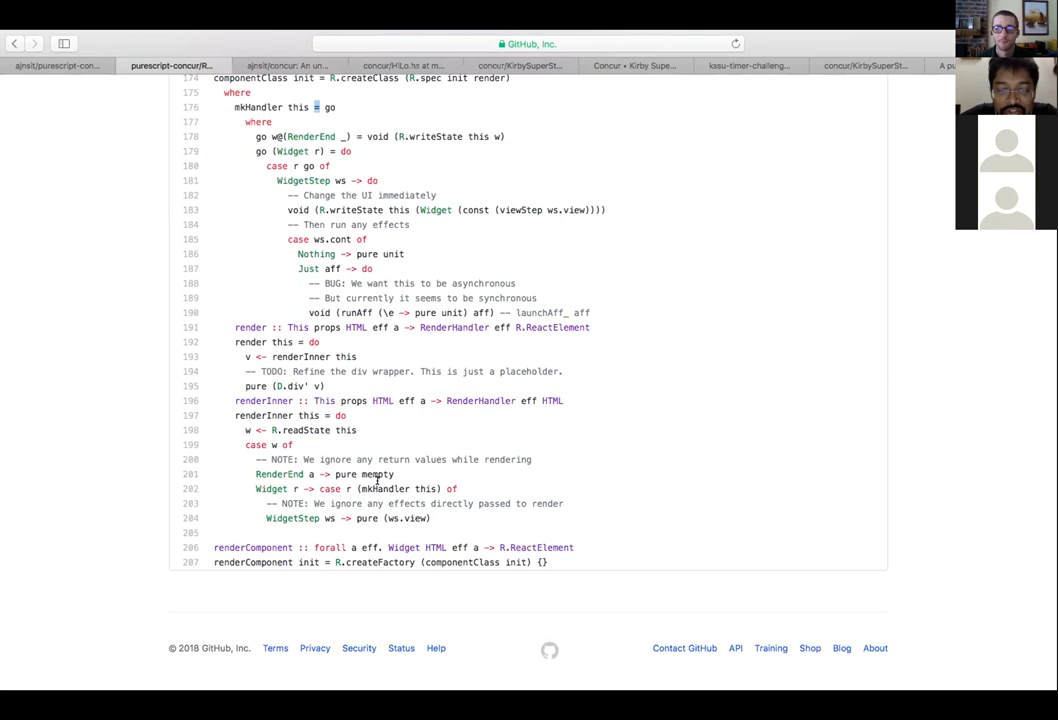 GitHub, Inc.
ajnsit/purescript-con...
purescript-concur/R...
ajnsit/concur: An un...
concur/HiLo.hs at m...
concur/KirbySuperSt...
Concur • Kirby Supe...
kssu-timer-challeng...
concur/KirbySuperSt...
A pu
174 componentClass init = R.createClass (R.spec init render)
175 where
176 mkHandler this = go
177 where
178 go w@(RenderEnd _) = void (R.writeState this w)
179 go (Widget r) = do
180 case r go of
181 WidgetStep ws -> do
182 -- Change the UI immediately
183 void (R.writeState this (Widget (const (viewStep ws.view))))
184 -- Then run any effects
185 case ws.cont of
186 Nothing -> pure unit
187 Just aff -> do
188 -- BUG: We want this to be asynchronous
189 -- But currently it seems to be synchronous
190 void (runAff (\e -> pure unit) aff) -- launchAff_ aff
191 render :: This props HTML eff a -> RenderHandler eff R.ReactElement
192 render this = do
193 v <- renderInner this
194 -- TODO: Refine the div wrapper. This is just a placeholder.
195 pure (D.div' v)
196 renderInner :: This props HTML eff a -> RenderHandler eff HTML
197 renderInner this = do
198 w <- R.readState this
199 case w of
200 -- NOTE: We ignore any return values while rendering
201 RenderEnd a -> pure mempty
202 Widget r -> case r (mkHandler this) of
203 -- NOTE: We ignore any effects directly passed to render
204 WidgetStep ws -> pure (ws.view)
205
206 renderComponent :: forall a eff. Widget HTML eff a -> R.ReactElement
207 renderComponent init = R.createFactory (componentClass init) {}
© 2018 GitHub, Inc. Terms Privacy Security Status Help Contact GitHub API Training Shop Blog About